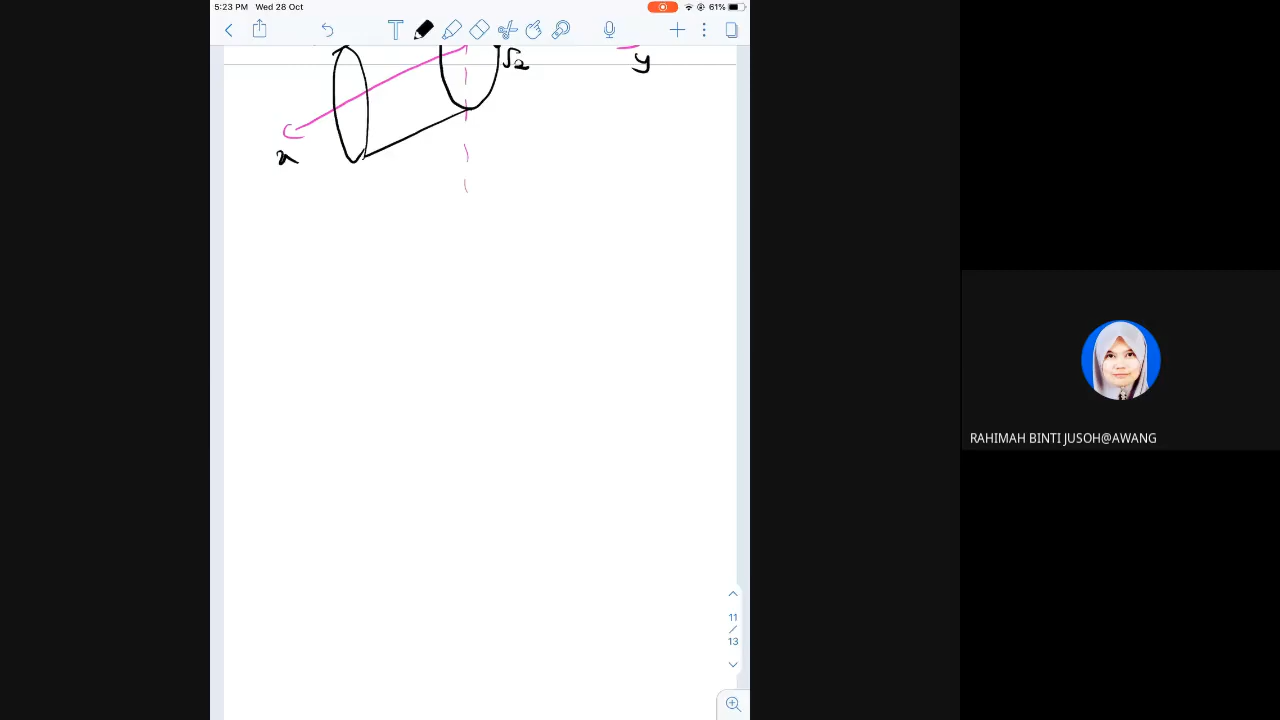 5:23 PM Wed 28 Oct
61%
√2
y
x
11
/
13
RAHIMAH BINTI JUSOH@AWANG